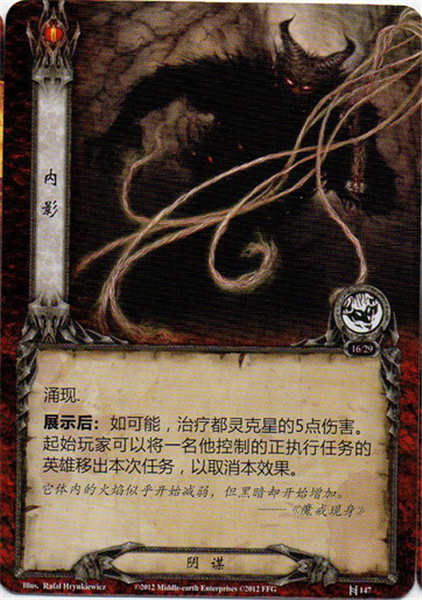 内影
16/29
涌现.
展示后：如可能，治疗都灵克星的5点伤害。
起始玩家可以将一名他控制的正执行任务的
英雄移出本次任务，以取消本效果。
它体内的火焰似乎开始减弱，但黑暗却开始增加。
——《魔戒现身》
阴谋
Illus. Rafał Hrynkiewicz
©2012 Middle-earth Enterprises ©2012 FFG
147